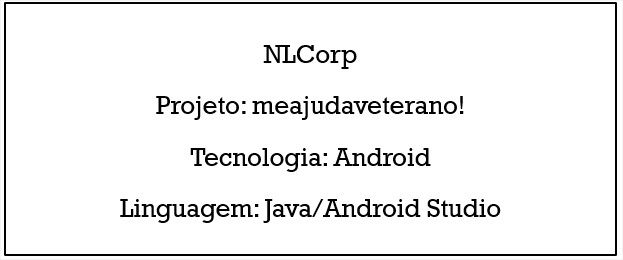 NLCorp
Projeto: meajudaveterano!
Tecnologia: Android
Linguagem: Java/Android Studio